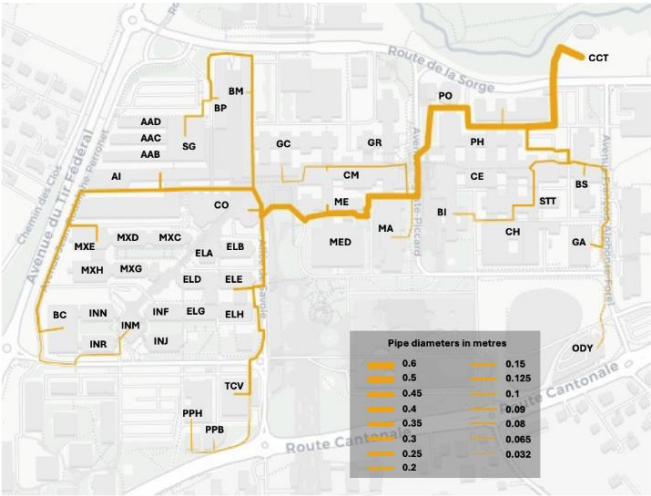 CCT
Route de la Sorge
PO
BM
BP
AAD
AAC
AAB
SG
GC
GR
PH
CM
CE
BS
AI
STT
CO
ME
BI
MA
CH
MED
GA
MXE
MXD
MXC
ELA
ELB
MXH
MXG
ELD
ELE
BC
INN
INM
INF
ELG
ELH
INR
INJ
ODY
TCV
PPH
PPB
Chemin des Clos
Avenue du Tir Fédéral
Route Cantonale
Route Cantonale
Pipe diameters in metres
0.6 0.15
0.5 0.125
0.45 0.1
0.4 0.09
0.35 0.08
0.3 0.065
0.25 0.032
0.2